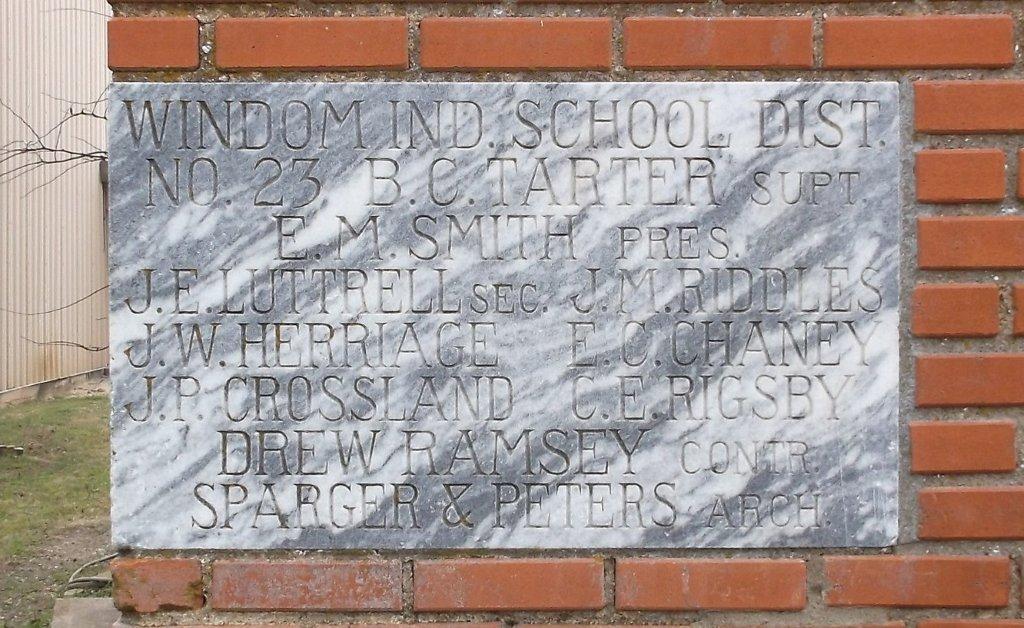 WINDOM IND. SCHOOL DIST.
NO. 23 B.C. TARTER SUPT.
E. M. SMITH PRES.
J. E. LUTTRELL SEC. J. M. RIDDLES
J. W. HERRIAGE E. C. CHANEY
J. P. CROSSLAND C. E. RIGSBY
DREW RAMSEY CONTR.
SPARGER & PETERS ARCH.